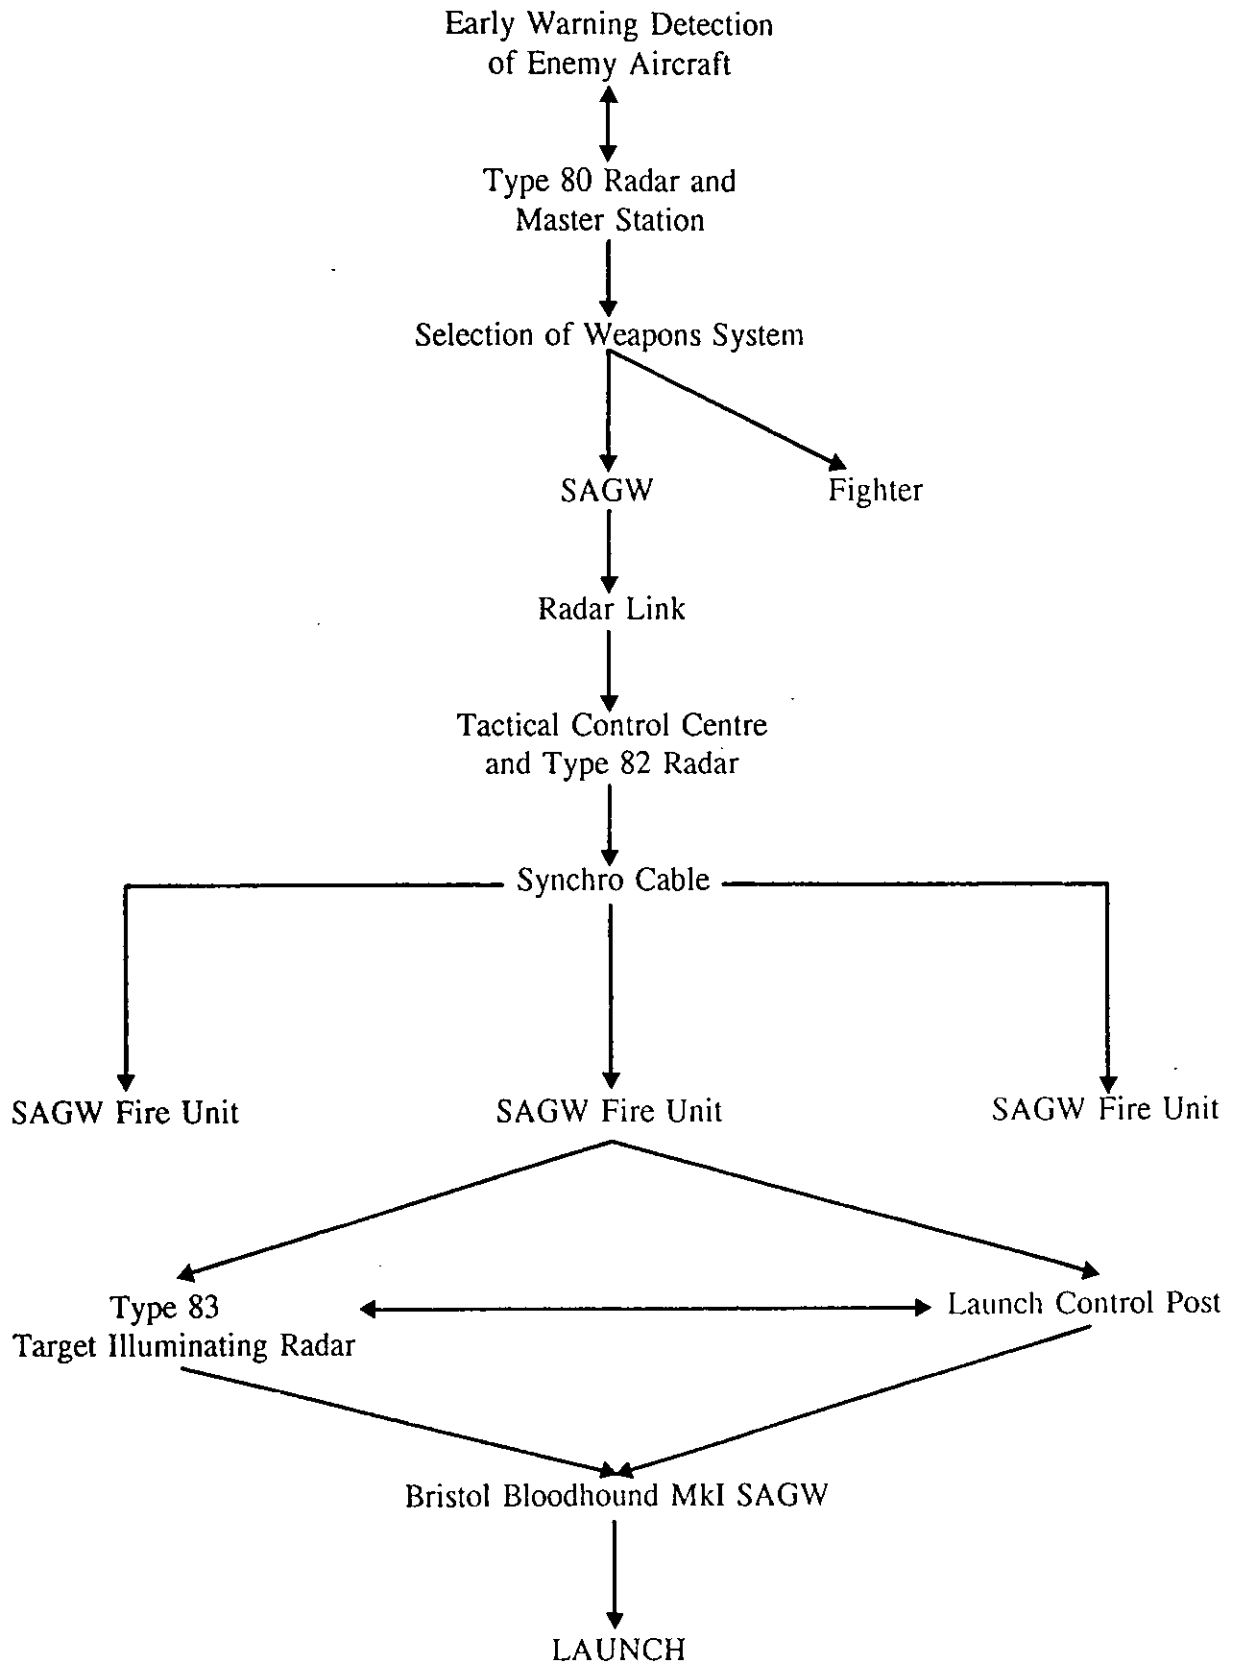 Early Warning Detection
of Enemy Aircraft
Type 80 Radar and
Master Station
Selection of Weapons System
SAGW
Fighter
Radar Link
Tactical Control Centre
and Type 82 Radar
Synchro Cable
SAGW Fire Unit
SAGW Fire Unit
SAGW Fire Unit
Type 83
Target Illuminating Radar
Launch Control Post
Bristol Bloodhound MkI SAGW
LAUNCH